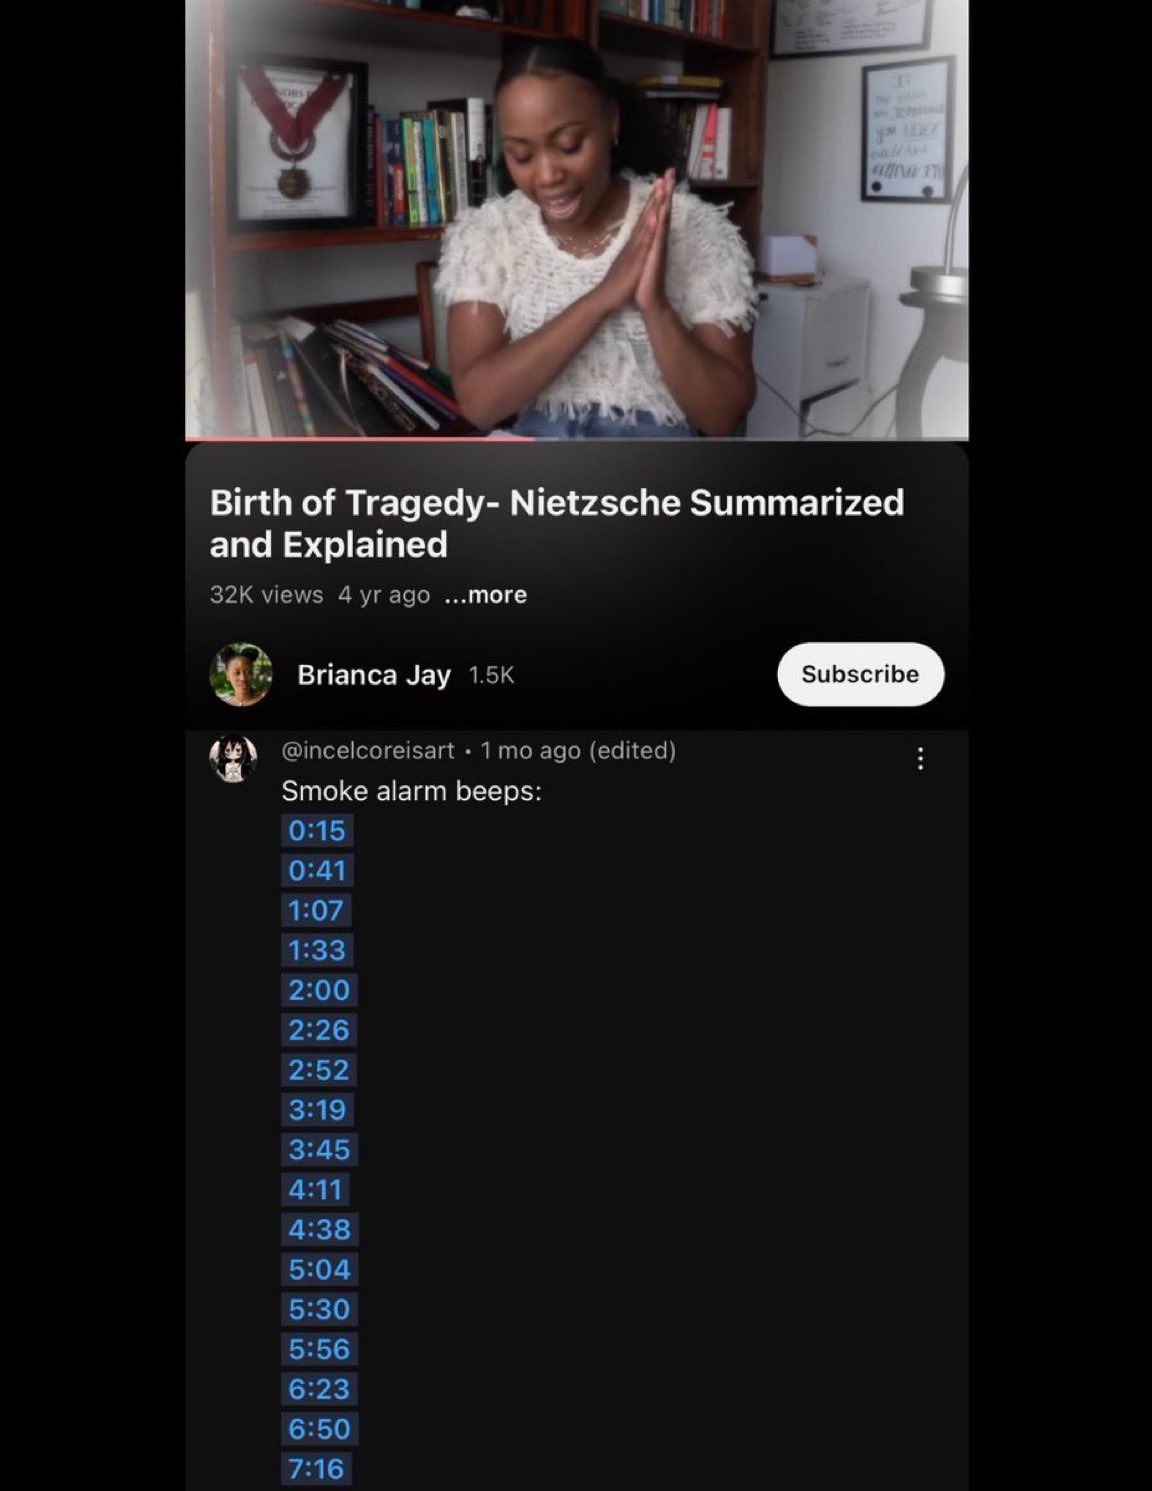 If
you NEVER
Birth of Tragedy- Nietzsche Summarized
and Explained
32K views 4 yr ago ...more
Brianca Jay 1.5K
Subscribe
@incelcoreisart • 1 mo ago (edited)
Smoke alarm beeps:
0:15
0:41
1:07
1:33
2:00
2:26
2:52
3:19
3:45
4:11
4:38
5:04
5:30
5:56
6:23
6:50
7:16